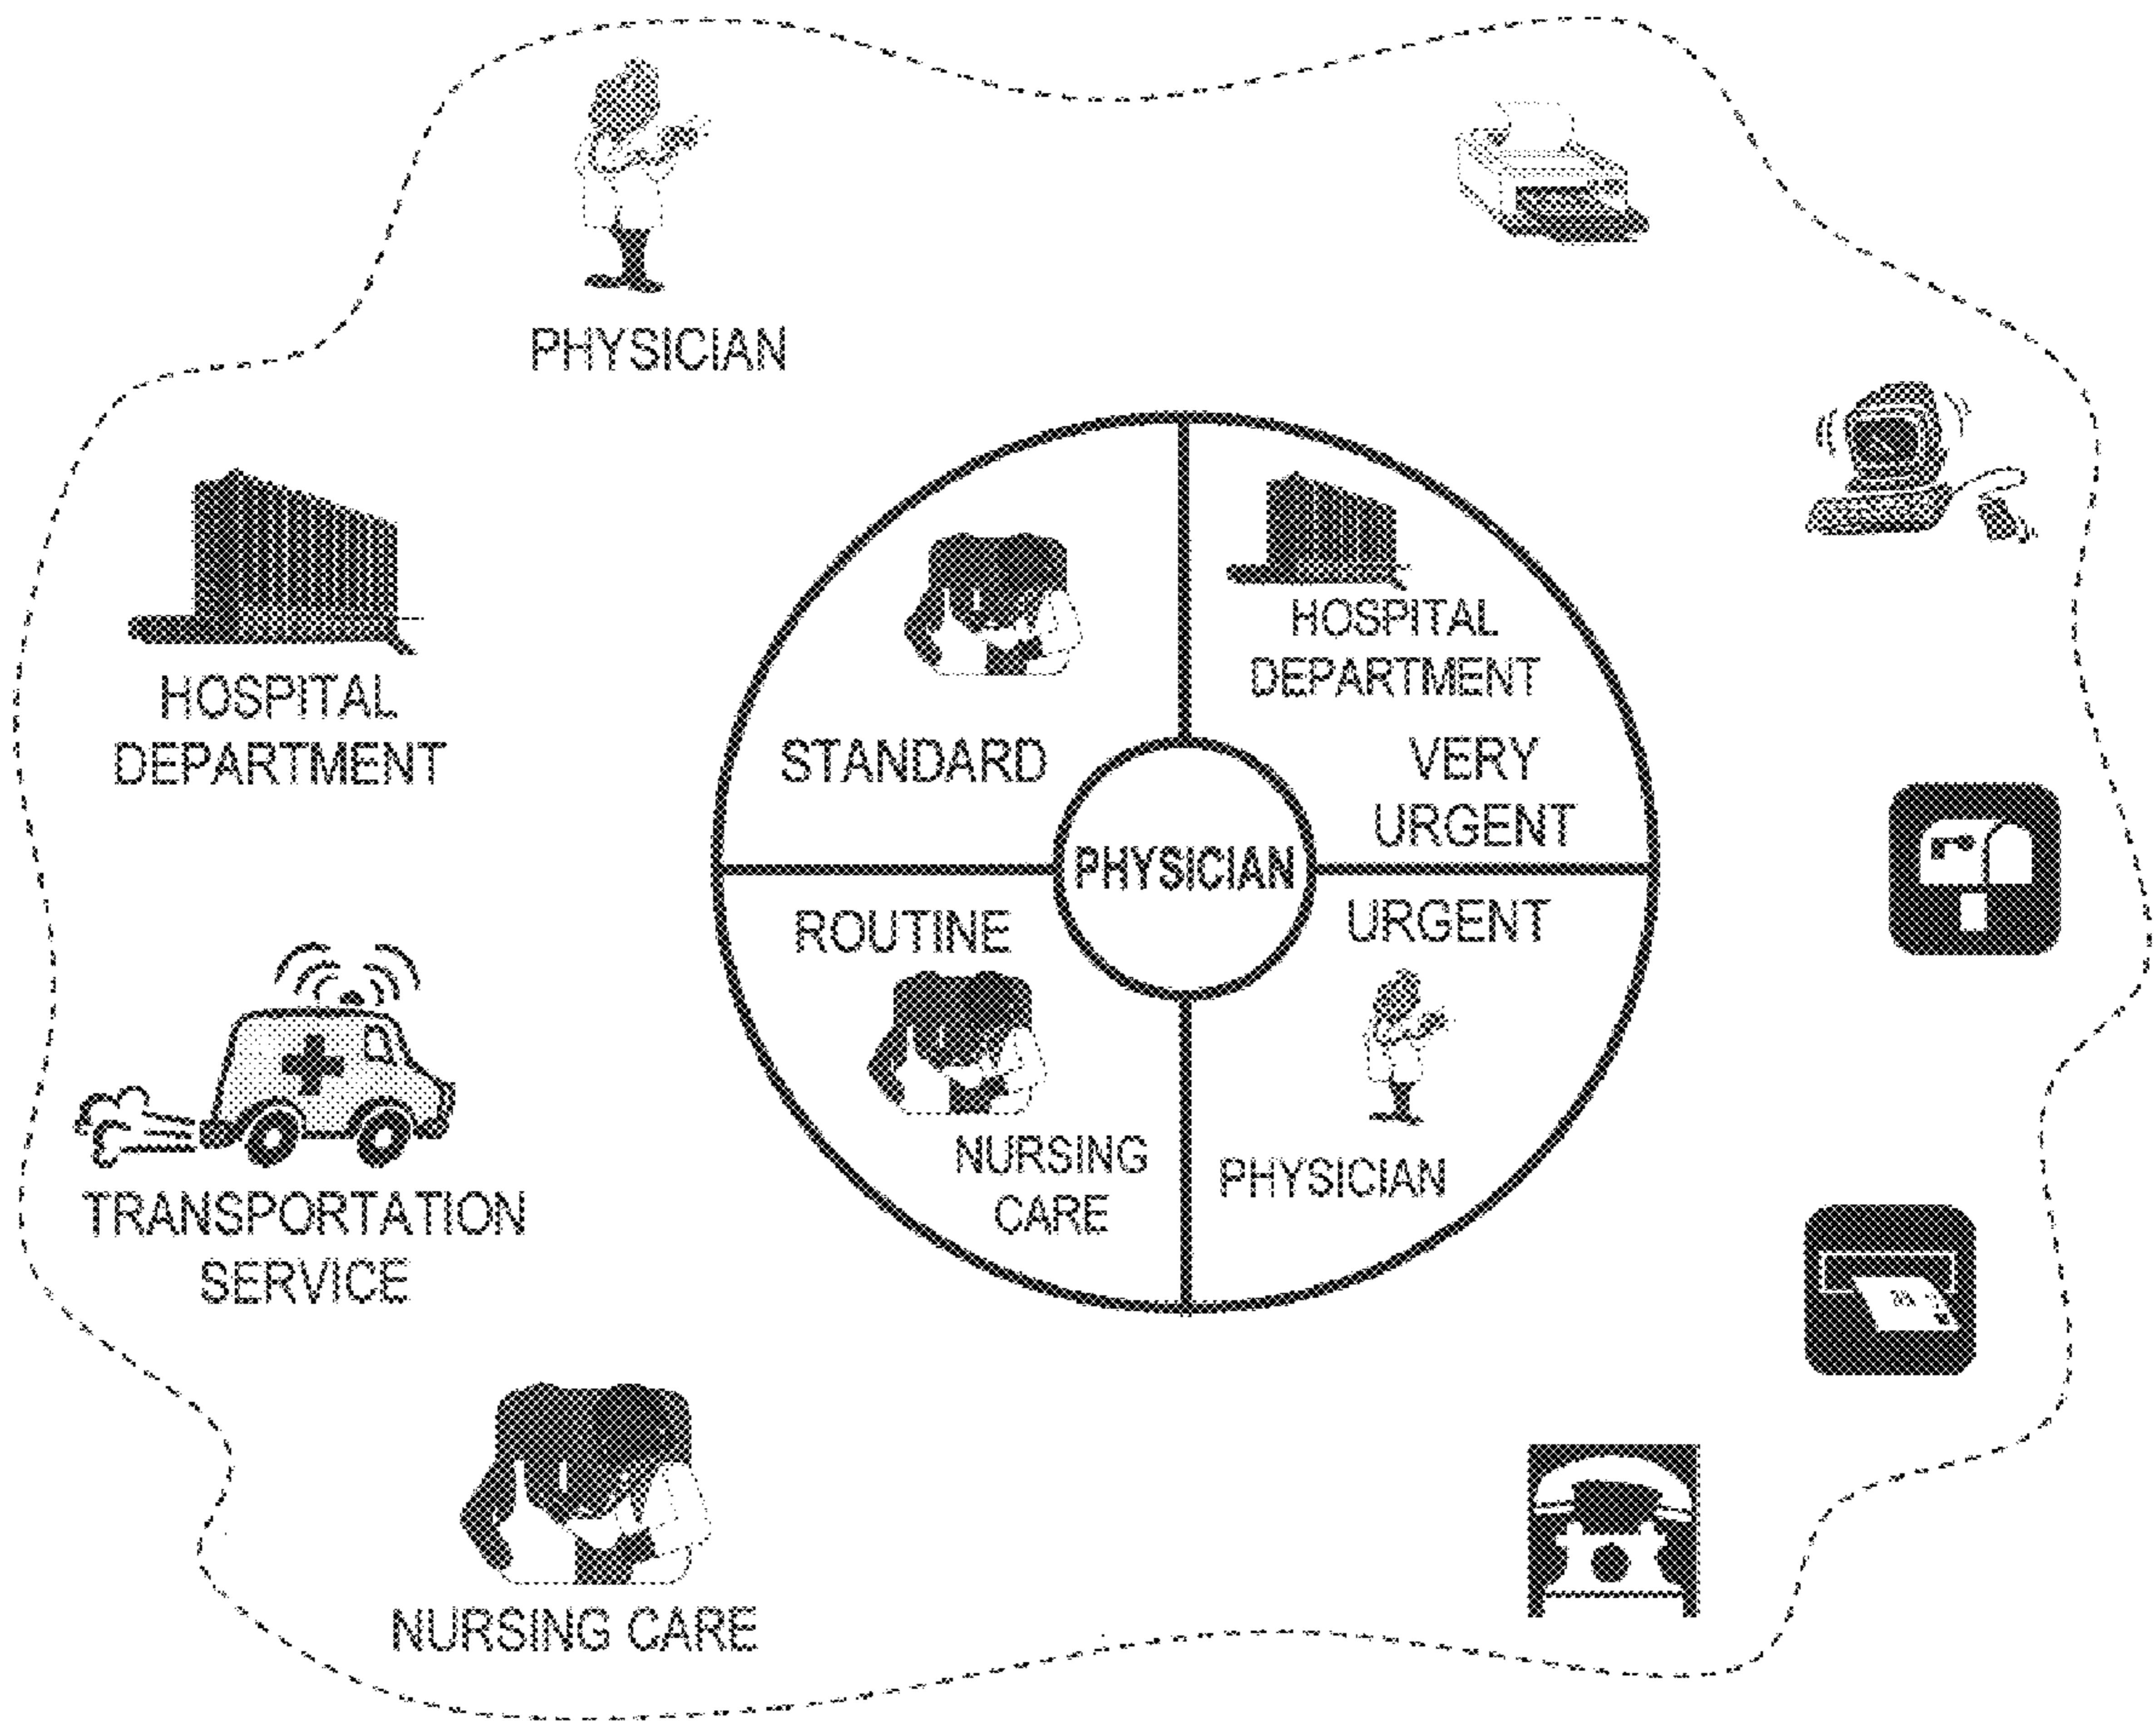 PHYSICIAN
HOSPITAL
DEPARTMENT
TRANSPORTATION
SERVICE
NURSING CARE
STANDARD
HOSPITAL
DEPARTMENT
VERY
URGENT
PHYSICIAN
ROUTINE
NURSING
CARE
URGENT
PHYSICIAN